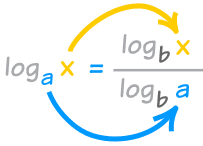 log_a x = log_b x / log_b a